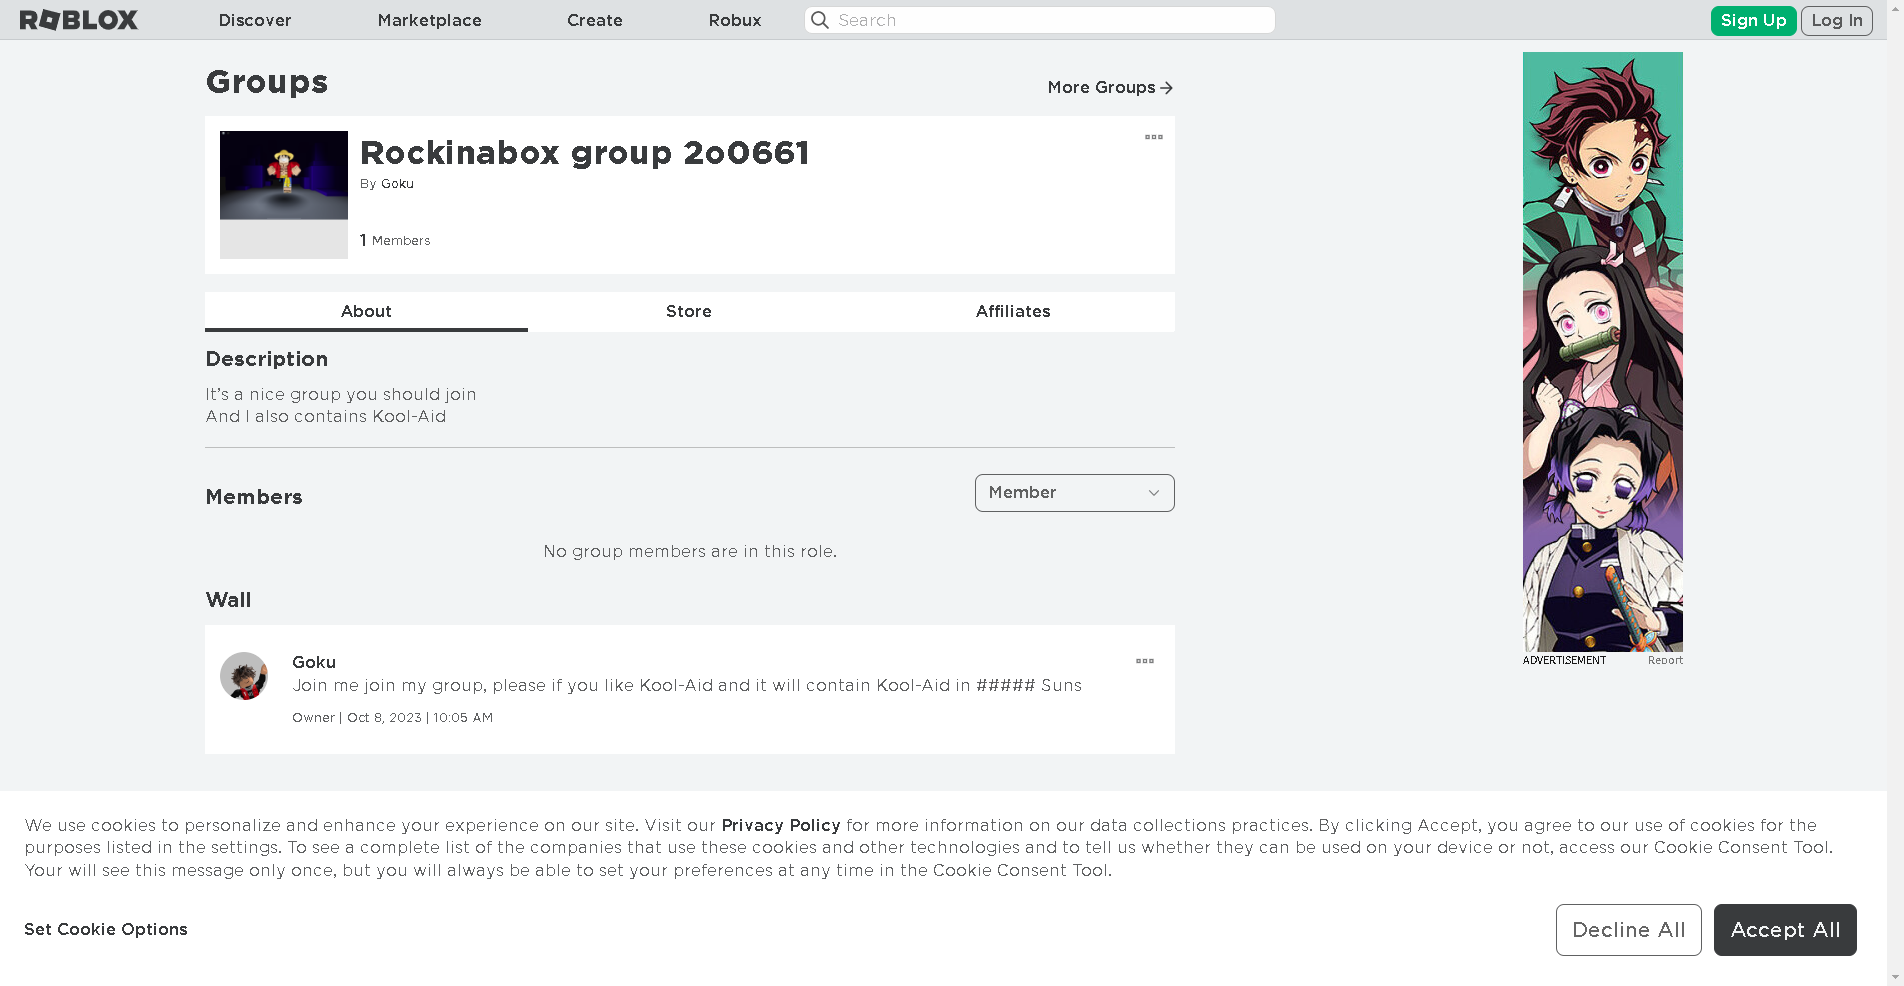 ROBLOX
Discover
Marketplace
Create
Robux
Search
Sign Up
Log In
Groups
More Groups
Rockinabox group 2o0661
By Goku
1 Members
About
Store
Affiliates
Description
It's a nice group you should join
And I also contains Kool-Aid
Members
Member
No group members are in this role.
Wall
Goku
Join me join my group, please if you like Kool-Aid and it will contain Kool-Aid in ##### Suns
Owner | Oct 8, 2023 | 10:05 AM
ADVERTISEMENT
Report
We use cookies to personalize and enhance your experience on our site. Visit our Privacy Policy for more information on our data collections practices. By clicking Accept, you agree to our use of cookies for the
purposes listed in the settings. To see a complete list of the companies that use these cookies and other technologies and to tell us whether they can be used on your device or not, access our Cookie Consent Tool.
Your will see this message only once, but you will always be able to set your preferences at any time in the Cookie Consent Tool.
Set Cookie Options
Decline All
Accept All